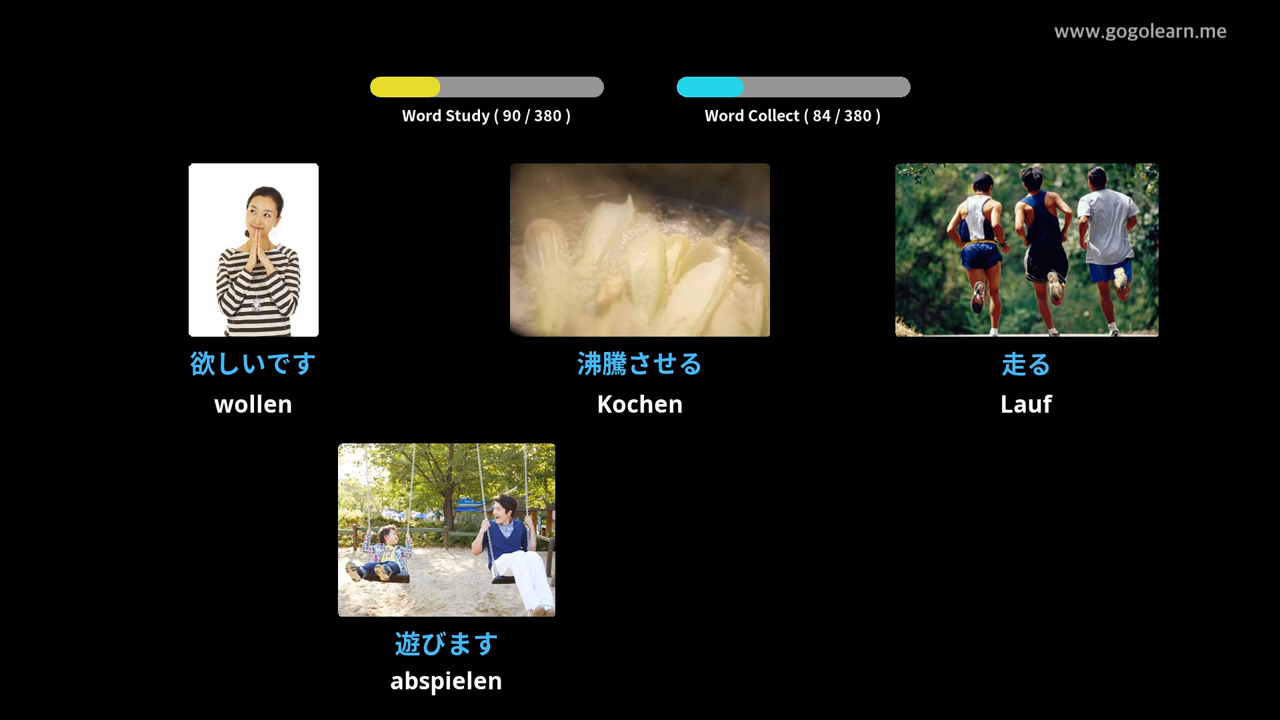 www.gogolearn.me
Word Study ( 90 / 380 )
Word Collect ( 84 / 380 )
欲しいです
wollen
沸騰させる
Kochen
走る
Lauf
遊びます
abspielen